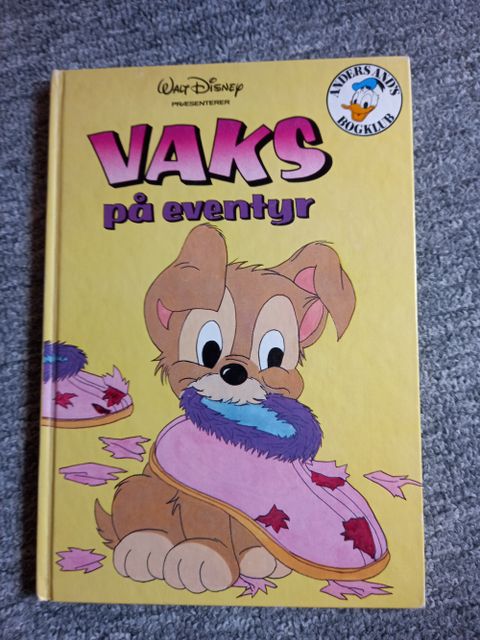 WALT DISNEY
PRÆSENTERER
ANDERS AND'S
BOGKLUB
VAKS
på eventyr